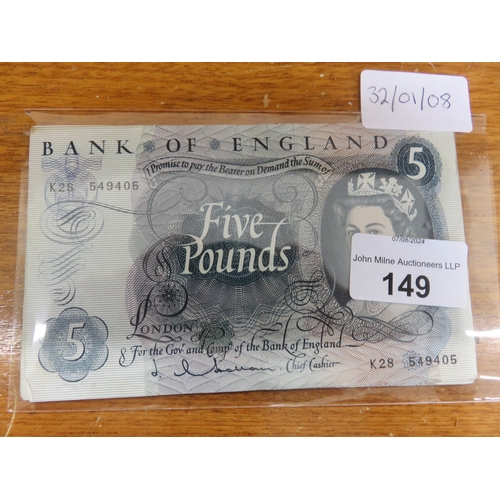 32/01/08
BANK OF ENGLAND
I Promise to pay the Bearer on Demand the Sum of
5
K28 549405
Five
Pounds
07/08/2024
John Milne Auctioneers LLP
149
LONDON
For the Gov and Comp of the Bank of England
5
Chief Cashier
K28 549405